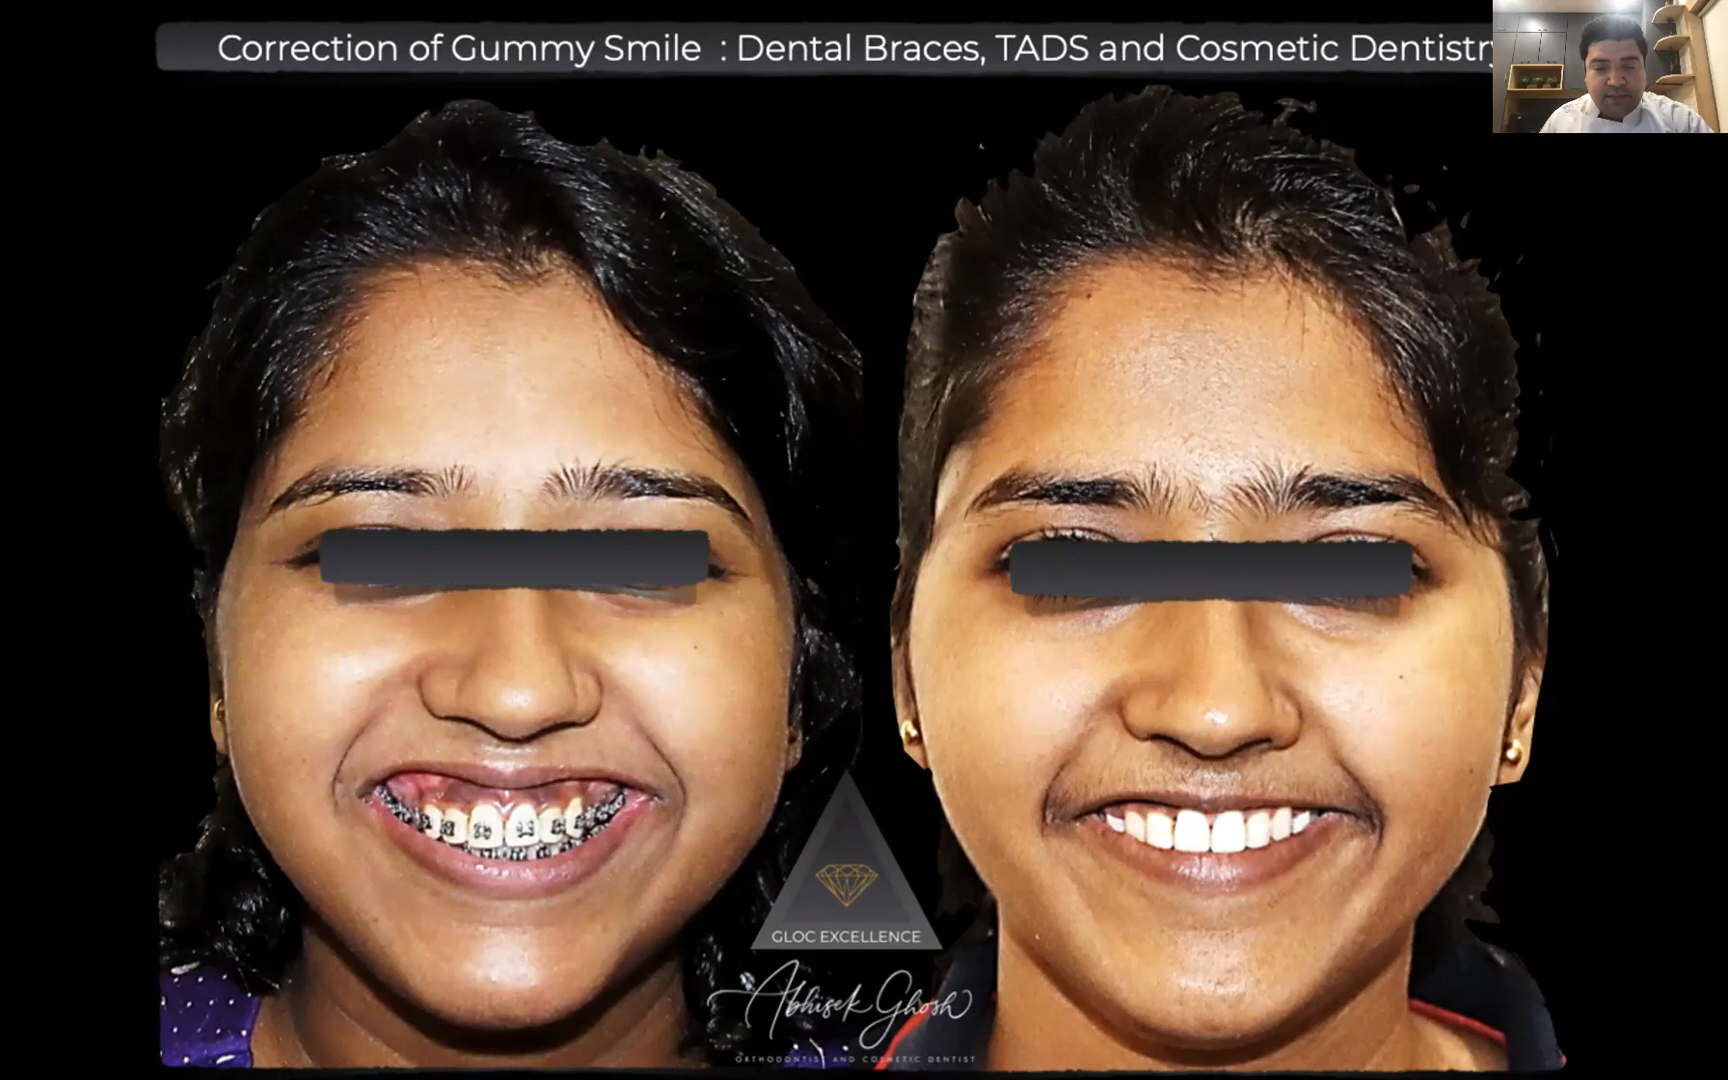 Correction of Gummy Smile : Dental Braces, TADS and Cosmetic Dentistry
GLOC EXCELLENCE
Abhisek Ghosh
ORTHODONTIST AND COSMETIC DENTIST